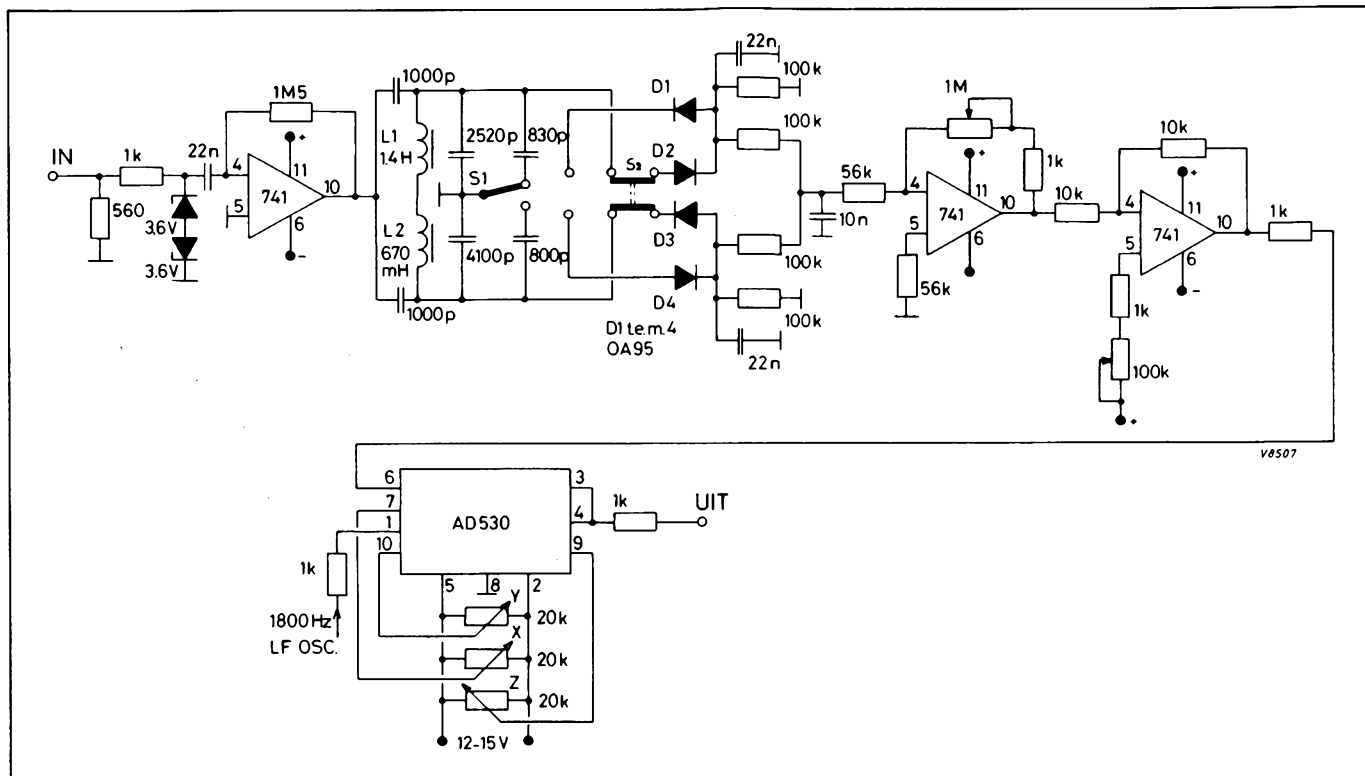 IN
1k
560
3.6V
3.6V
22n
1M5
4
5
741
+
11
10
6
-
1000p
L1
1.4H
L2
670
mH
1000p
2520p
830p
S1
4100p
800p
S2
D1
D2
D3
D4
D1 t.e.m. 4
OA95
22n
100k
100k
100k
100k
22n
10n
56k
1M
4
5
741
+
11
10
6
-
56k
1k
10k
10k
4
5
741
+
11
10
6
-
1k
1k
100k
+
V8507
6
7
1
10
AD530
3
4
9
5
8
2
1k
UIT
1k
1800Hz
LF OSC.
Y
20k
X
20k
Z
20k
12-15V